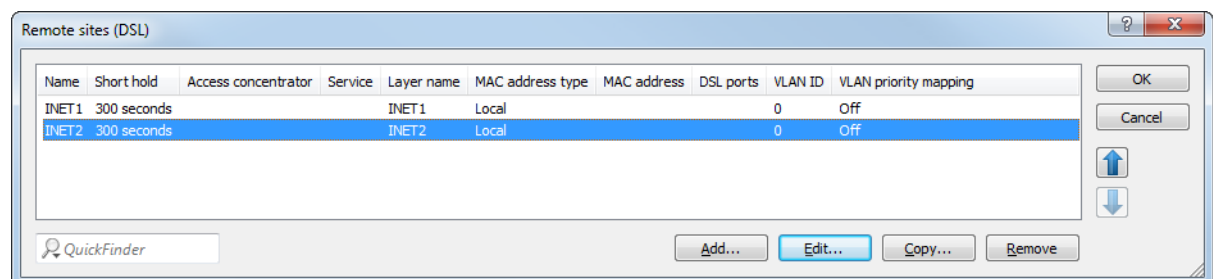 Remote sites (DSL)
Name Short hold Access concentrator Service Layer name MAC address type MAC address DSL ports VLAN ID VLAN priority mapping
INET1 300 seconds INET1 Local 0 Off
INET2 300 seconds INET2 Local 0 Off
OK
Cancel
QuickFinder
Add... Edit... Copy... Remove